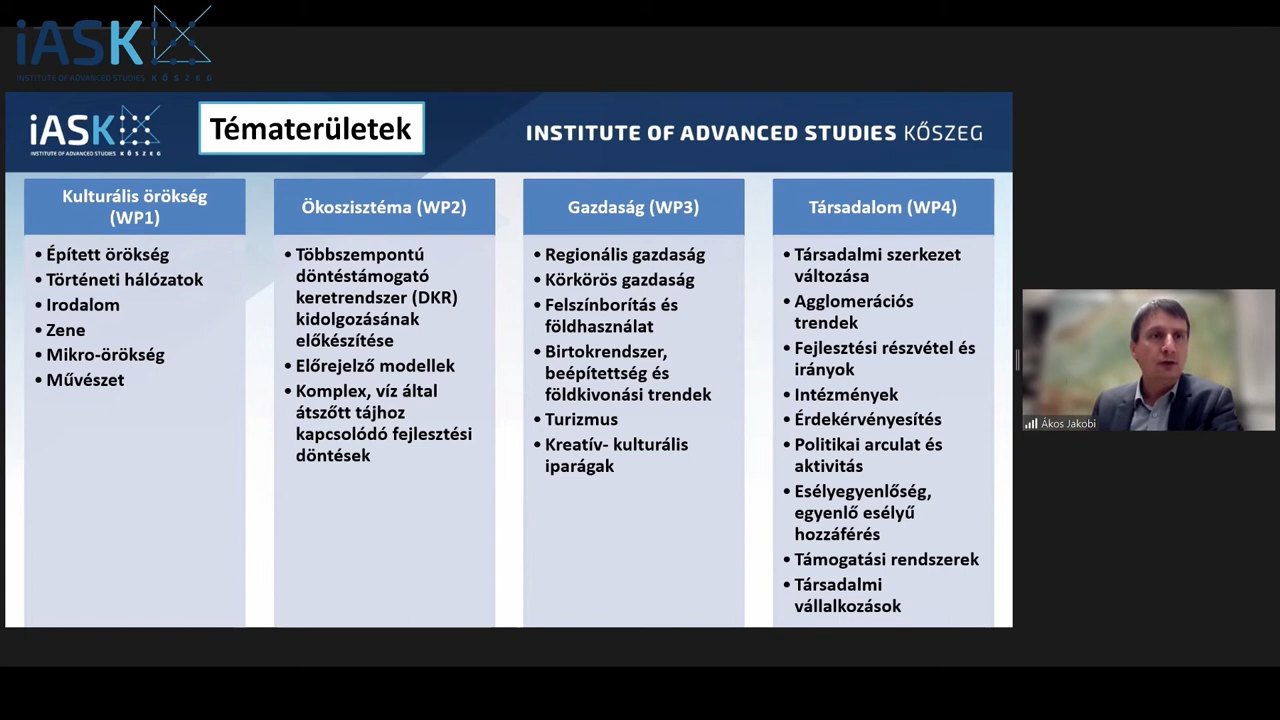 iASK
INSTITUTE OF ADVANCED STUDIES KŐSZEG
iASK
INSTITUTE OF ADVANCED STUDIES KŐSZEG
Tématerületek
INSTITUTE OF ADVANCED STUDIES KŐSZEG
Kulturális örökség
(WP1)
• Épített örökség
• Történeti hálózatok
• Irodalom
• Zene
• Mikro-örökség
• Művészet
Ökoszisztéma (WP2)
• Többszempontú
döntéstámogató
keretrendszer (DKR)
kidolgozásának
előkészítése
• Előrejelző modellek
• Komplex, víz által
átszőtt tájhoz
kapcsolódó fejlesztési
döntések
Gazdaság (WP3)
• Regionális gazdaság
• Körkörös gazdaság
• Felszínborítás és
földhasználat
• Birtokrendszer,
beépítettség és
földkivonási trendek
• Turizmus
• Kreatív- kulturális
iparágak
Társadalom (WP4)
• Társadalmi szerkezet
változása
• Agglomerációs
trendek
• Fejlesztési részvétel és
irányok
• Intézmények
• Érdekérvényesítés
• Politikai arculat és
aktivitás
• Esélyegyenlőség,
egyenlő esélyű
hozzáférés
• Támogatási rendszerek
• Társadalmi
vállalkozások
Ákos Jakobi